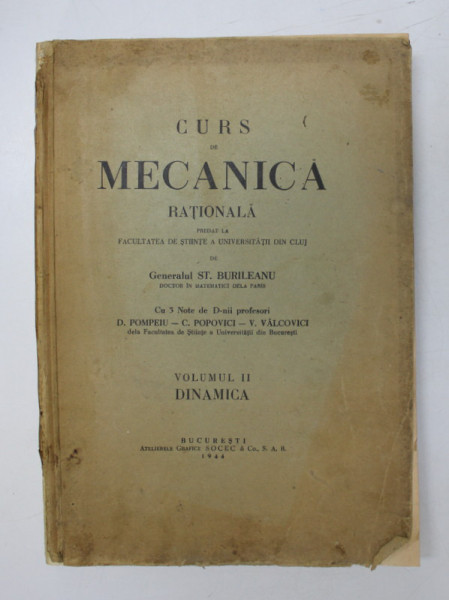 CURS
DE
MECANICĂ
RAȚIONALĂ
PREDAT LA
FACULTATEA DE ȘTIINȚE A UNIVERSITĂȚII DIN CLUJ
DE
Generalul ST. BURILEANU
DOCTOR ÎN MATEMATICI DELA PARIS
Cu 3 Note de D-nii profesori
D. POMPEIU — C. POPOVICI — V. VÂLCOVICI
dela Facultatea de Științe a Universității din București
VOLUMUL II
DINAMICA
BUCUREȘTI
ATELIERELE GRAFICE SOCEC & Co., S. A. R.
1944